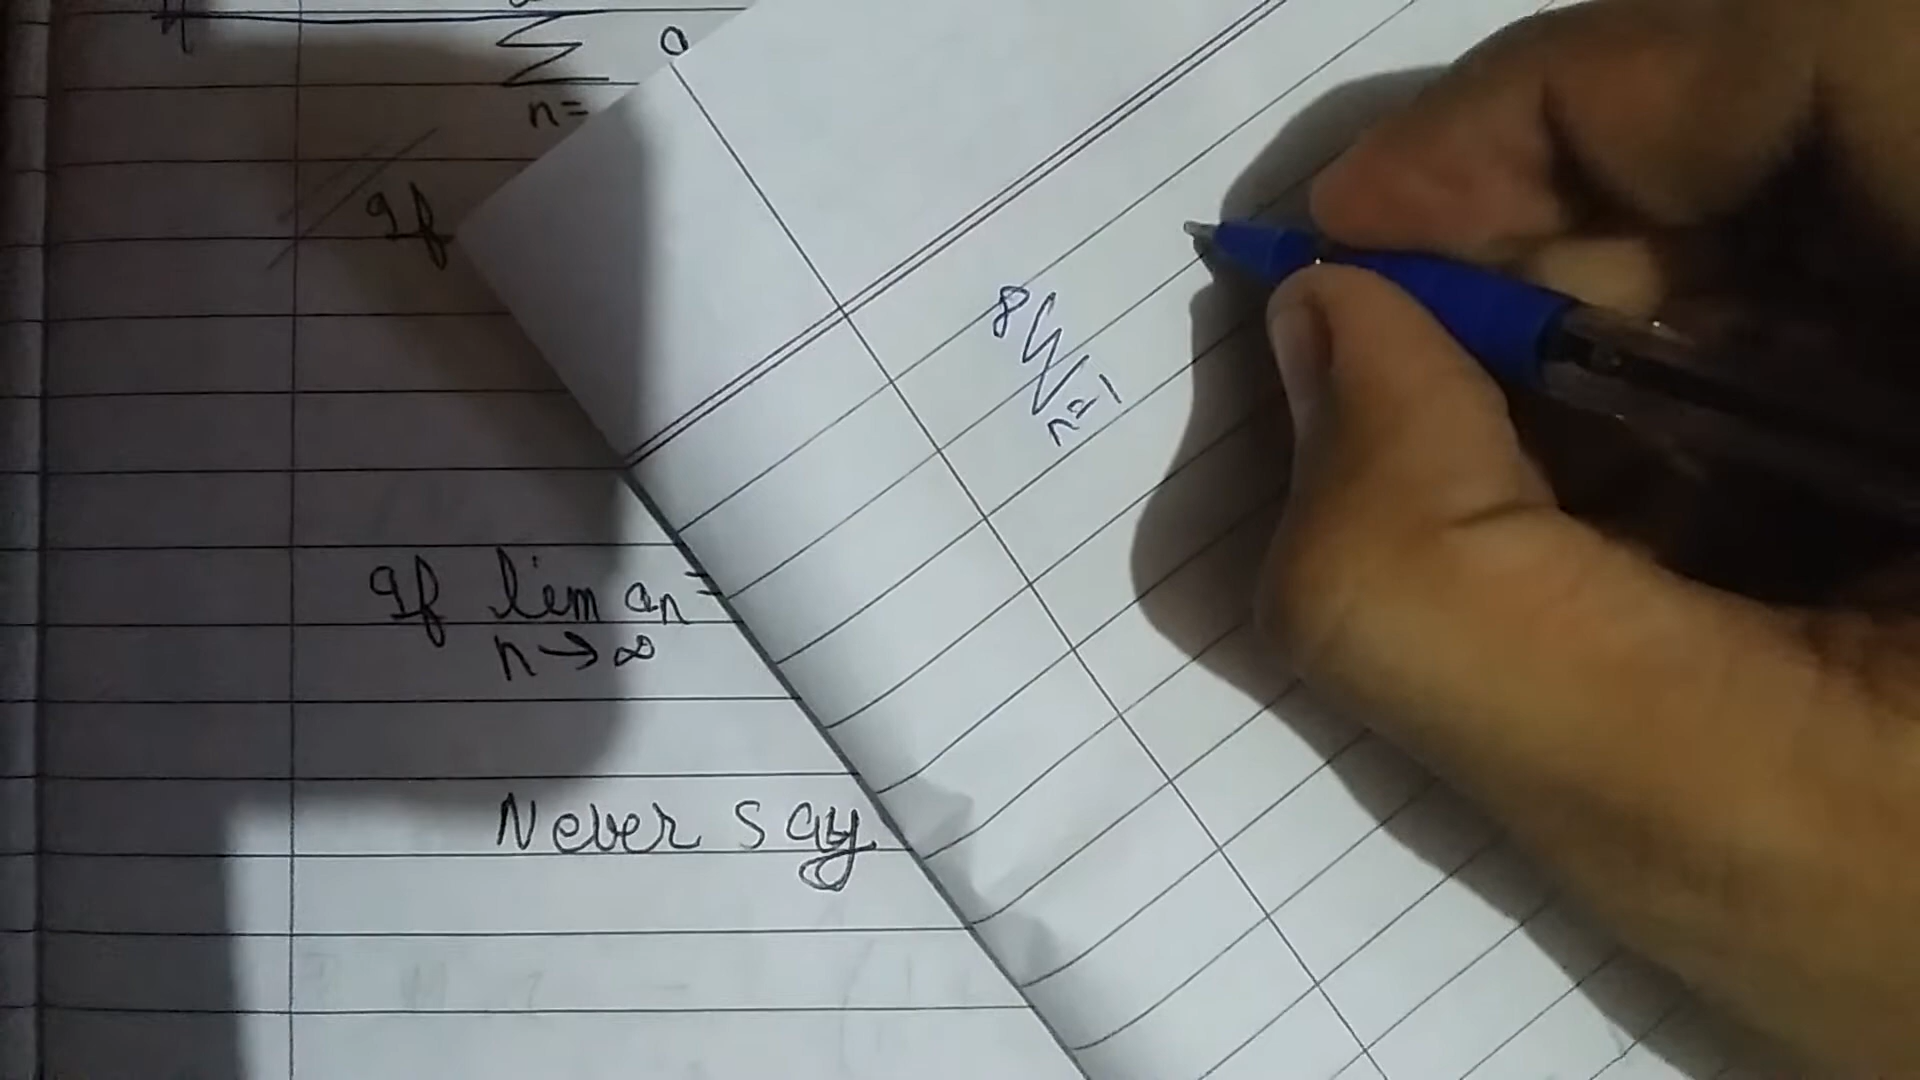 ∑ a
n=
If
If lim an =
n→∞
Never say
∞
∑
n=1